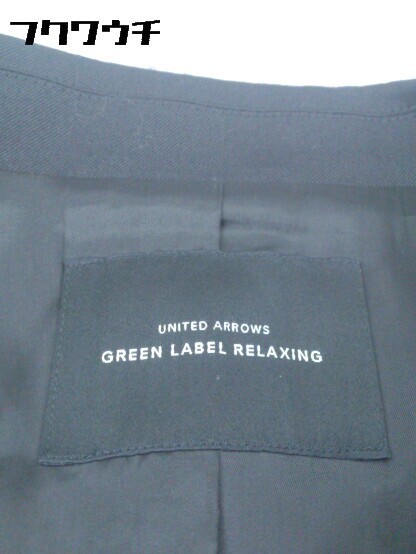 フクワウチ
UNITED ARROWS
GREEN LABEL RELAXING